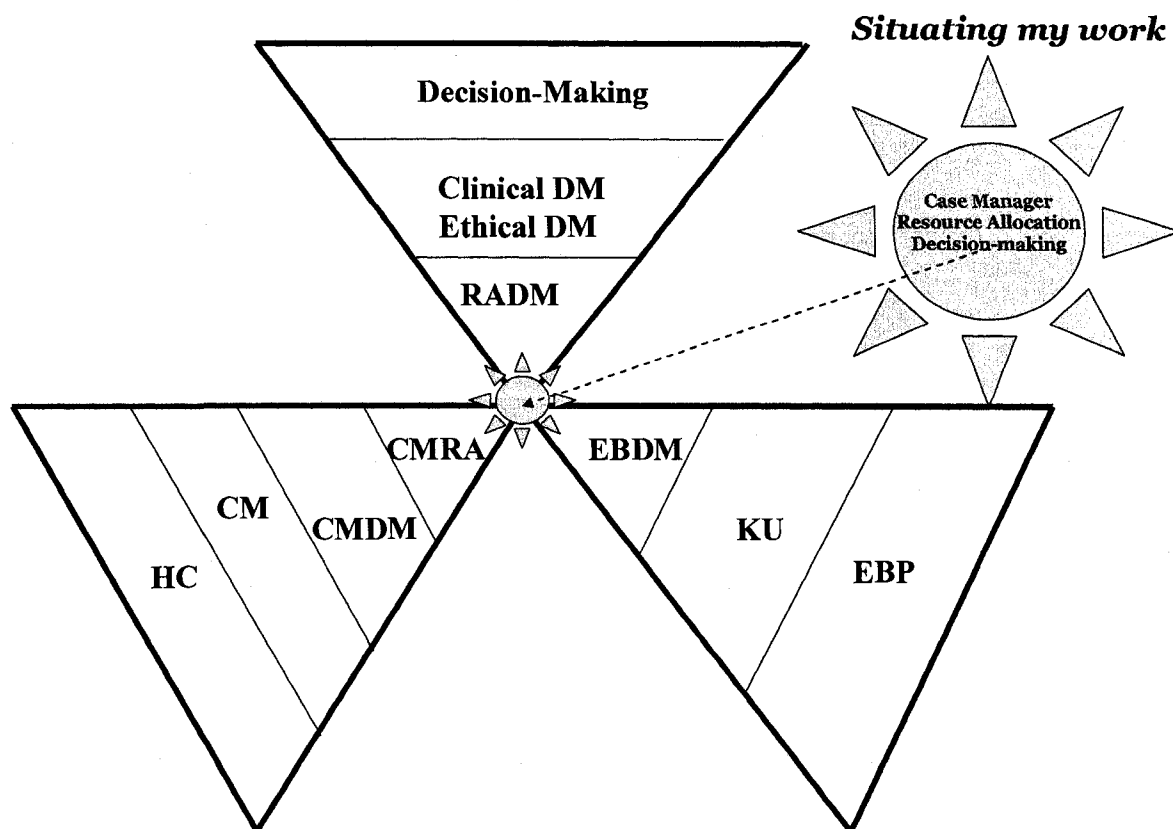 Situating my work
Decision-Making
Clinical DM
Ethical DM
RADM
Case Manager
Resource Allocation
Decision-making
CMRA
EBDM
CM
CMDM
KU
HC
EBP